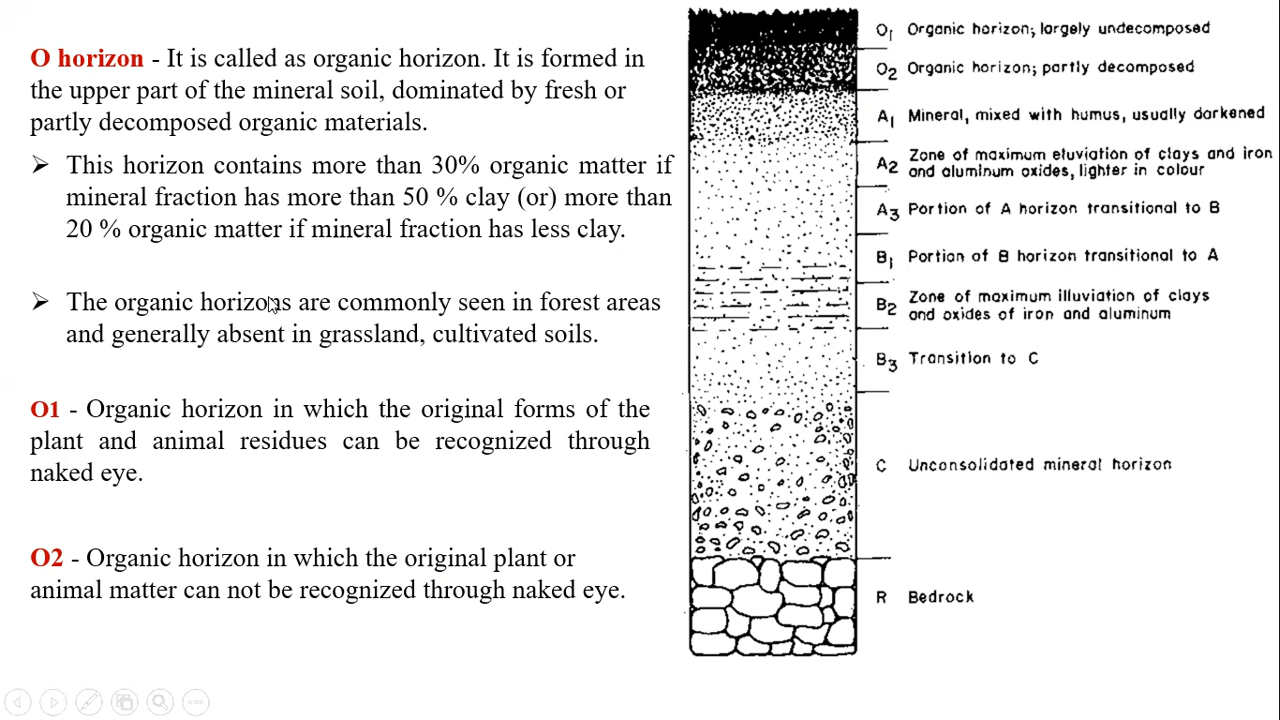 O horizon - It is called as organic horizon. It is formed in
the upper part of the mineral soil, dominated by fresh or
partly decomposed organic materials.
➢ This horizon contains more than 30% organic matter if
mineral fraction has more than 50 % clay (or) more than
20 % organic matter if mineral fraction has less clay.
➢ The organic horizons are commonly seen in forest areas
and generally absent in grassland, cultivated soils.
O1 - Organic horizon in which the original forms of the
plant and animal residues can be recognized through
naked eye.
O2 - Organic horizon in which the original plant or
animal matter can not be recognized through naked eye.
O1 Organic horizon; largely undecomposed
O2 Organic horizon; partly decomposed
A1 Mineral, mixed with humus, usually darkened
A2 Zone of maximum eluviation of clays and iron
and aluminum oxides, lighter in colour
A3 Portion of A horizon transitional to B
B1 Portion of B horizon transitional to A
B2 Zone of maximum illuviation of clays
and oxides of iron and aluminum
B3 Transition to C
C Unconsolidated mineral horizon
R Bedrock